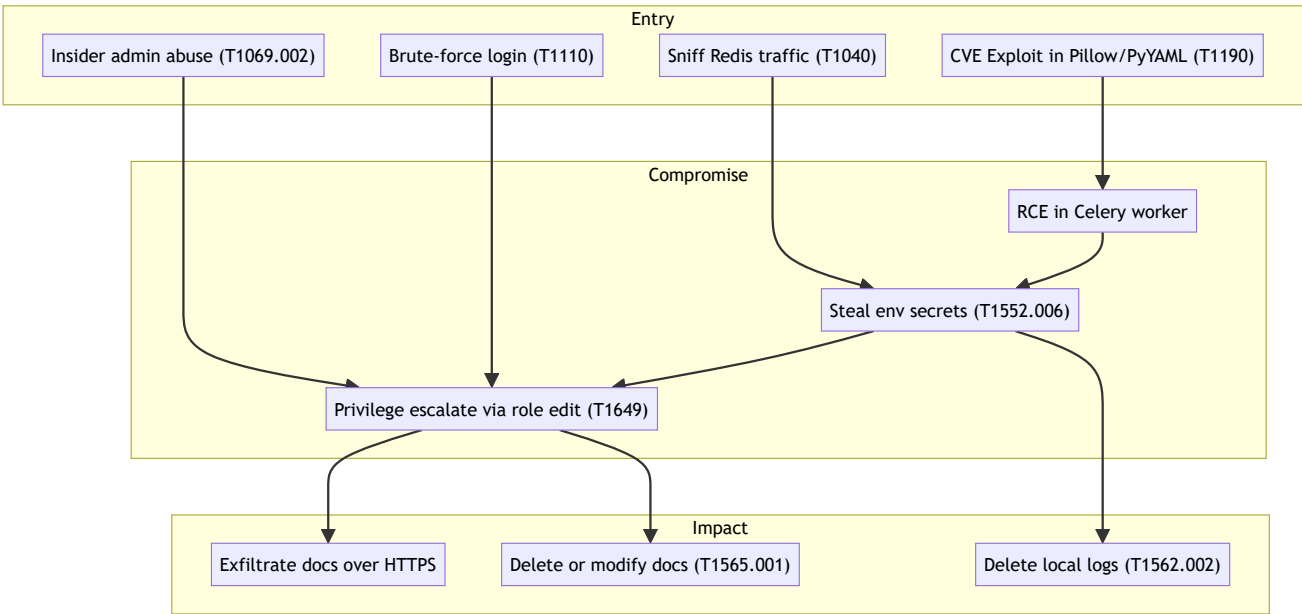 Entry
Insider admin abuse (T1069.002)
Brute-force login (T1110)
Sniff Redis traffic (T1040)
CVE Exploit in Pillow/PyYAML (T1190)
Compromise
RCE in Celery worker
Steal env secrets (T1552.006)
Privilege escalate via role edit (T1649)
Impact
Exfiltrate docs over HTTPS
Delete or modify docs (T1565.001)
Delete local logs (T1562.002)